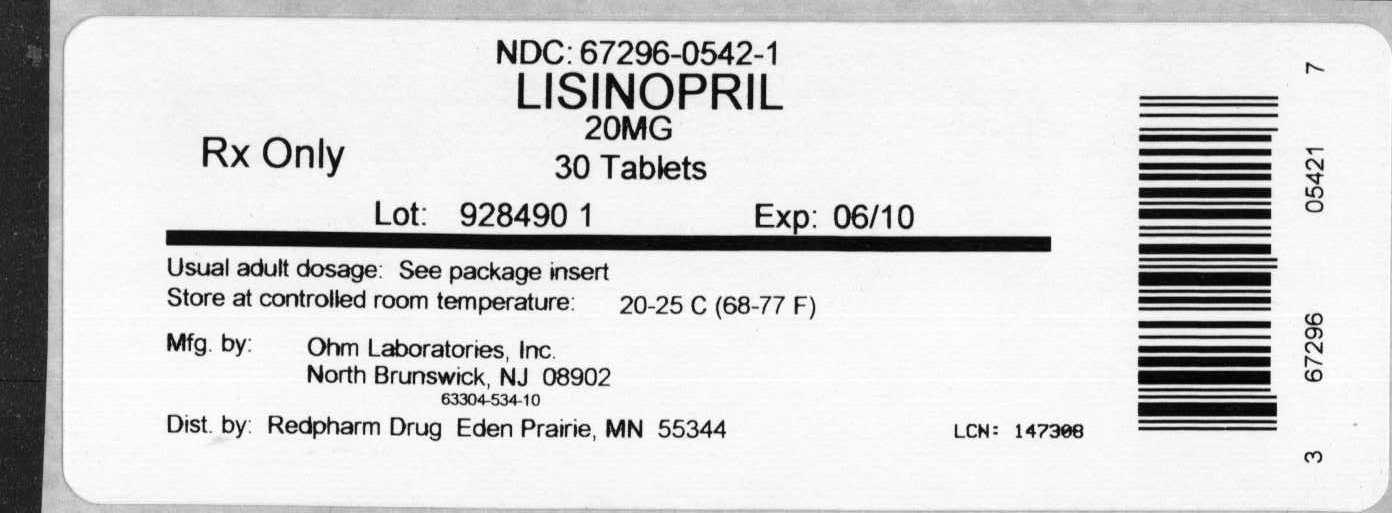 NDC: 67296-0542-1
LISINOPRIL
20MG
Rx Only
30 Tablets
Lot: 928490 1 Exp: 06/10
Usual adult dosage: See package insert
Store at controlled room temperature: 20-25 C (68-77 F)
Mfg. by: Ohm Laboratories, Inc.
North Brunswick, NJ 08902
63304-534-10
Dist. by: Redpharm Drug Eden Prairie, MN 55344
LCN: 147308
3 67296 05421 7